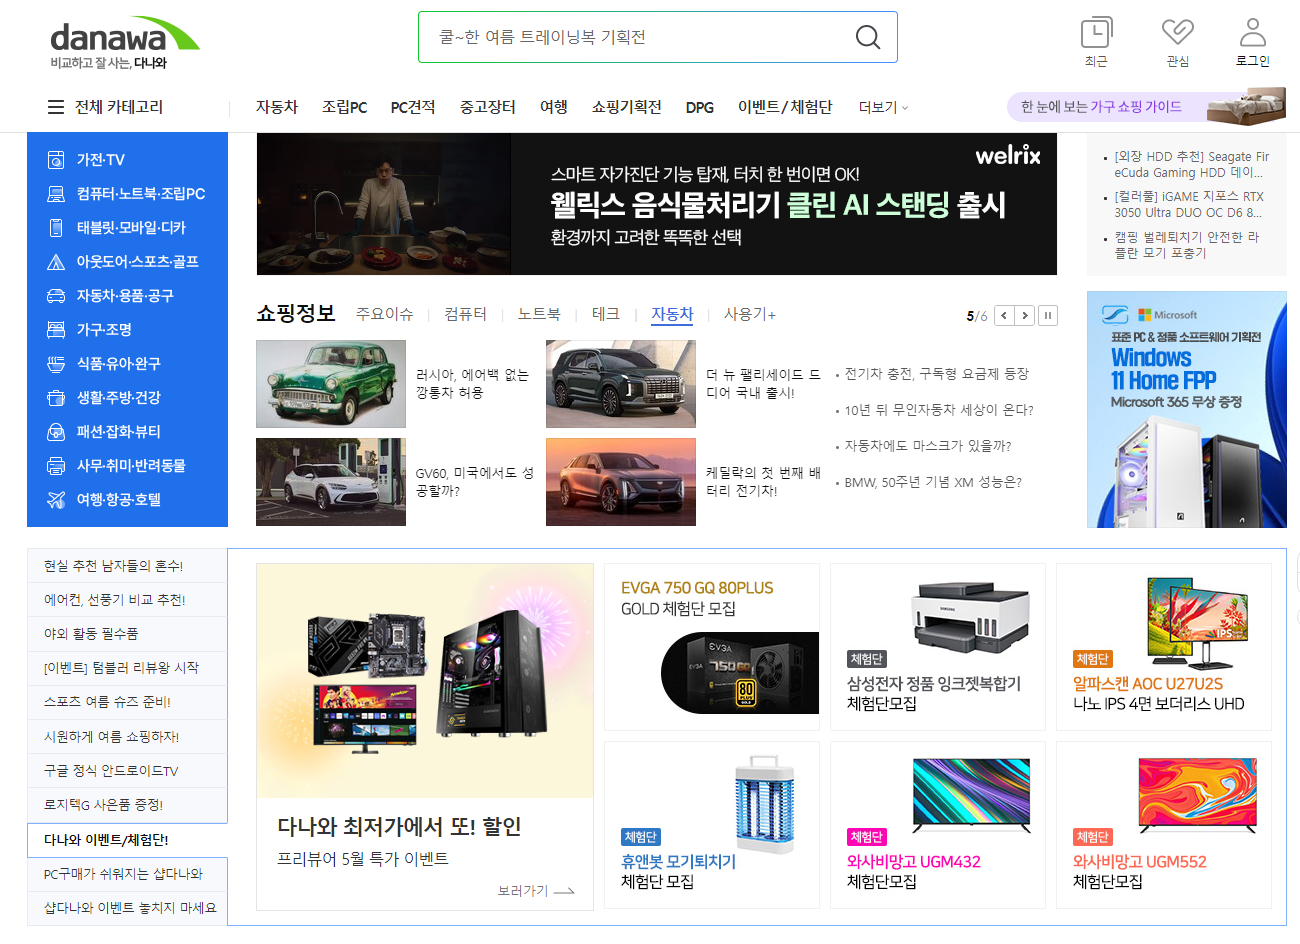 danawa
비교하고 잘 사는, 다나와
쿨~한 여름 트레이닝복 기획전
최근
관심
로그인
전체 카테고리
자동차
조립PC
PC견적
중고장터
여행
쇼핑기획전
DPG
이벤트/체험단
더보기
한 눈에 보는 가구 쇼핑 가이드
가전·TV
컴퓨터·노트북·조립PC
태블릿·모바일·디카
아웃도어·스포츠·골프
자동차·용품·공구
가구·조명
식품·유아·완구
생활·주방·건강
패션·잡화·뷰티
사무·취미·반려동물
여행·항공·호텔
welrix
스마트 자가진단 기능 탑재, 터치 한 번이면 OK!
웰릭스 음식물처리기 클린 AI 스탠딩 출시
환경까지 고려한 똑똑한 선택
[외장 HDD 추천] Seagate Fir
eCuda Gaming HDD 데이...
[컬러풀] iGAME 지포스 RTX
3050 Ultra DUO OC D6 8...
캠핑 벌레퇴치기 안전한 라
플란 모기 포충기
쇼핑정보
주요이슈
컴퓨터
노트북
테크
자동차
사용기+
5/6
러시아, 에어백 없는
깡통차 허용
더 뉴 팰리세이드 드
디어 국내 출시!
GV60, 미국에서도 성
공할까?
케딜락의 첫 번째 배
터리 전기차!
전기차 충전, 구독형 요금제 등장
10년 뒤 무인자동차 세상이 온다?
자동차에도 마스크가 있을까?
BMW, 50주년 기념 XM 성능은?
Microsoft
표준 PC & 정품 소프트웨어 기획전
Windows
11 Home FPP
Microsoft 365 무상 증정
현실 추천 남자들의 혼수!
에어컨, 선풍기 비교 추천!
야외 활동 필수품
[이벤트] 텀블러 리뷰왕 시작
스포츠 여름 슈즈 준비!
시원하게 여름 쇼핑하자!
구글 정식 안드로이드TV
로지텍G 사은품 증정!
다나와 이벤트/체험단!
PC구매가 쉬워지는 샵다나와
샵다나와 이벤트 놓치지 마세요
다나와 최저가에서 또! 할인
프리뷰어 5월 특가 이벤트
보러가기
EVGA 750 GQ 80PLUS
GOLD 체험단 모집
EVGA
750 GQ
80
PLUS
GOLD
SAMSUNG
체험단
삼성전자 정품 잉크젯복합기
체험단모집
IPS
체험단
알파스캔 AOC U27U2S
나노 IPS 4면 보더리스 UHD
체험단
휴앤봇 모기퇴치기
체험단 모집
체험단
와사비망고 UGM432
체험단모집
체험단
와사비망고 UGM552
체험단모집